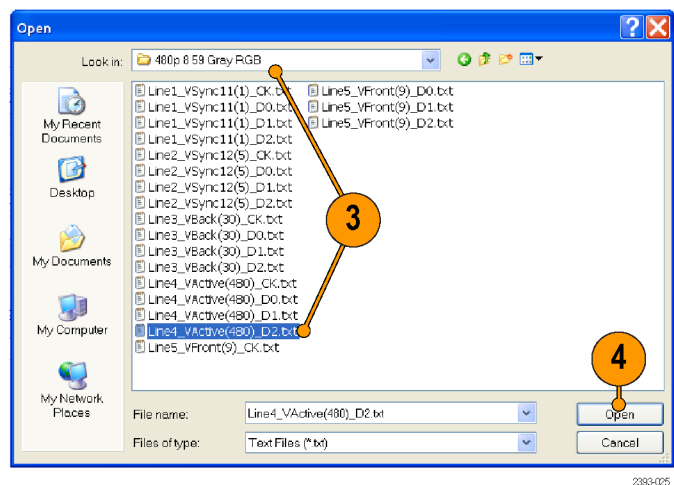 Open
Look in:
480p 8 59 Gray RGB
Line1_VSync11(1)_CK.txt
Line1_VSync11(1)_D0.txt
Line1_VSync11(1)_D1.txt
Line1_VSync11(1)_D2.txt
Line2_VSync12(5)_CK.txt
Line2_VSync12(5)_D0.txt
Line2_VSync12(5)_D1.txt
Line2_VSync12(5)_D2.txt
Line3_VBack(30)_CK.txt
Line3_VBack(30)_D0.txt
Line3_VBack(30)_D1.txt
Line3_VBack(30)_D2.txt
Line4_VActive(480)_CK.txt
Line4_VActive(480)_D0.txt
Line4_VActive(480)_D1.txt
Line4_VActive(480)_D2.txt
Line5_VFront(9)_CK.txt
Line5_VFront(9)_D0.txt
Line5_VFront(9)_D1.txt
Line5_VFront(9)_D2.txt
My Recent
Documents
Desktop
My Documents
My Computer
My Network
Places
3
4
File name:
Line4_VActive(480)_D2.txt
Open
Files of type:
Text Files (*.txt)
Cancel
2393-025